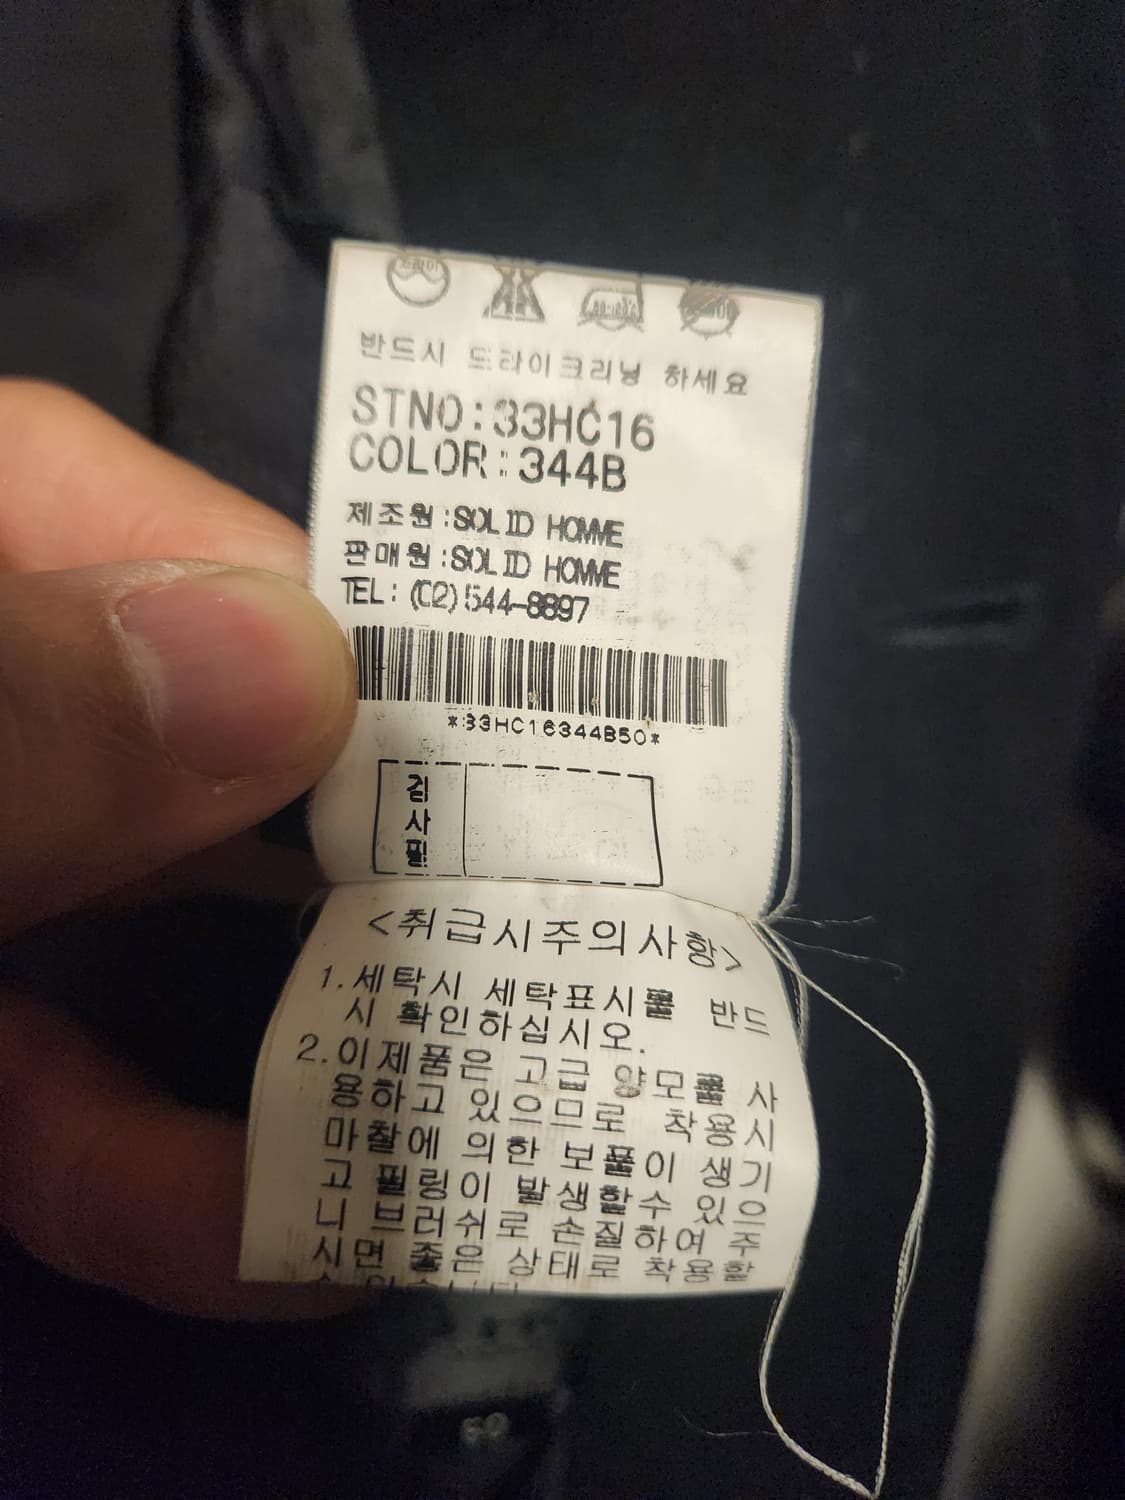 드라이
80-120℃
반드시 드라이크리닝 하세요
STNO:33HC16
COLOR:344B
제조원:SOLID HOMME
판매원:SOLID HOMME
TEL: (02)544-8897
*33HC16344B50*
검사필
<취급시주의사항>
1.세탁시 세탁표시를 반드
시 확인하십시오.
2.이제품은 고급 양모를 사
용하고 있으므로 착용시
마찰에 의한 보풀이 생기
고 필링이 발생할수 있으
니 브러쉬로 손질하여 주
시면 좋은 상태로 착용할